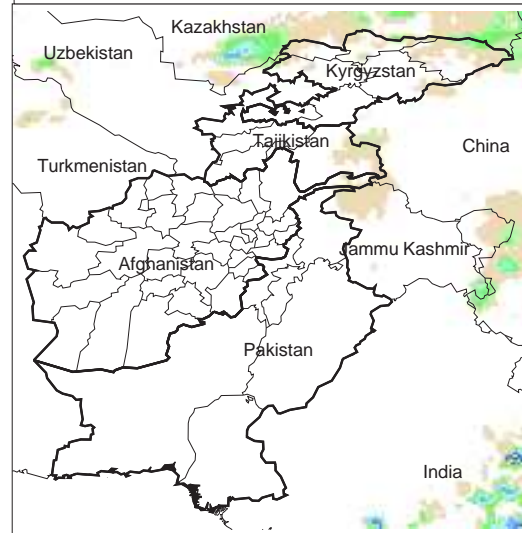 Kazakhstan
Uzbekistan
Kyrgyzstan
Tajikistan
China
Turkmenistan
Jammu Kashmir
Afghanistan
Pakistan
India